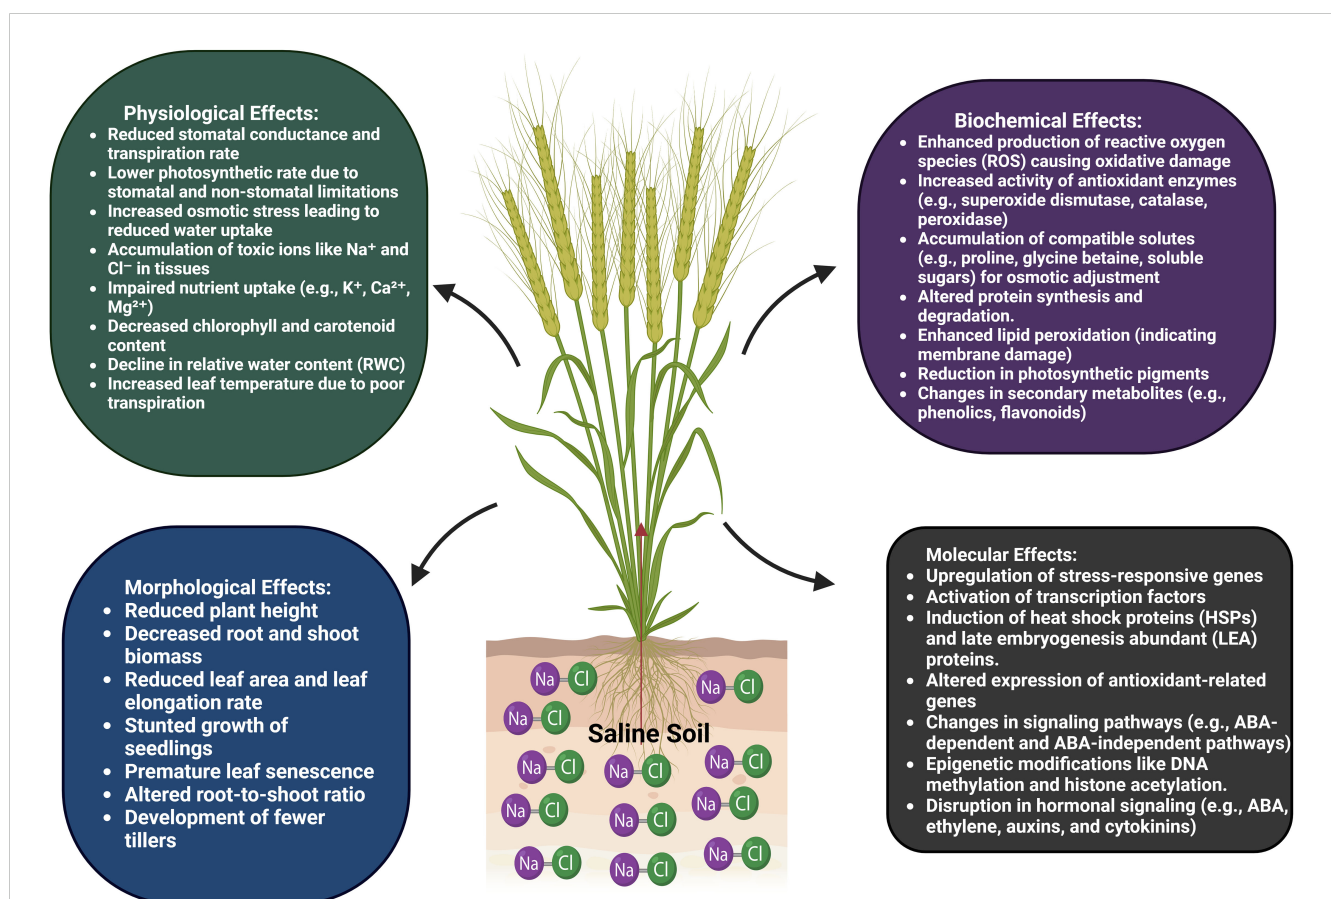 Physiological Effects:
• Reduced stomatal conductance and
transpiration rate
• Lower photosynthetic rate due to
stomatal and non-stomatal limitations
• Increased osmotic stress leading to
reduced water uptake
• Accumulation of toxic ions like Na⁺ and
Cl⁻ in tissues
• Impaired nutrient uptake (e.g., K⁺, Ca²⁺,
Mg²⁺)
• Decreased chlorophyll and carotenoid
content
• Decline in relative water content (RWC)
• Increased leaf temperature due to poor
transpiration
Biochemical Effects:
• Enhanced production of reactive oxygen
species (ROS) causing oxidative damage
• Increased activity of antioxidant enzymes
(e.g., superoxide dismutase, catalase,
peroxidase)
• Accumulation of compatible solutes
(e.g., proline, glycine betaine, soluble
sugars) for osmotic adjustment
• Altered protein synthesis and
degradation.
• Enhanced lipid peroxidation (indicating
membrane damage)
• Reduction in photosynthetic pigments
• Changes in secondary metabolites (e.g.,
phenolics, flavonoids)
Morphological Effects:
• Reduced plant height
• Decreased root and shoot
biomass
• Reduced leaf area and leaf
elongation rate
• Stunted growth of
seedlings
• Premature leaf senescence
• Altered root-to-shoot ratio
• Development of fewer
tillers
Na Cl
Na Cl
Na Cl
Saline Soil
Na Cl
Na Cl
Na Cl
Na Cl
Na Cl
Na Cl
Na Cl
Na Cl
Na Cl
Molecular Effects:
• Upregulation of stress-responsive genes
• Activation of transcription factors
• Induction of heat shock proteins (HSPs)
and late embryogenesis abundant (LEA)
proteins.
• Altered expression of antioxidant-related
genes
• Changes in signaling pathways (e.g., ABA-
dependent and ABA-independent pathways)
• Epigenetic modifications like DNA
methylation and histone acetylation.
• Disruption in hormonal signaling (e.g., ABA,
ethylene, auxins, and cytokinins)